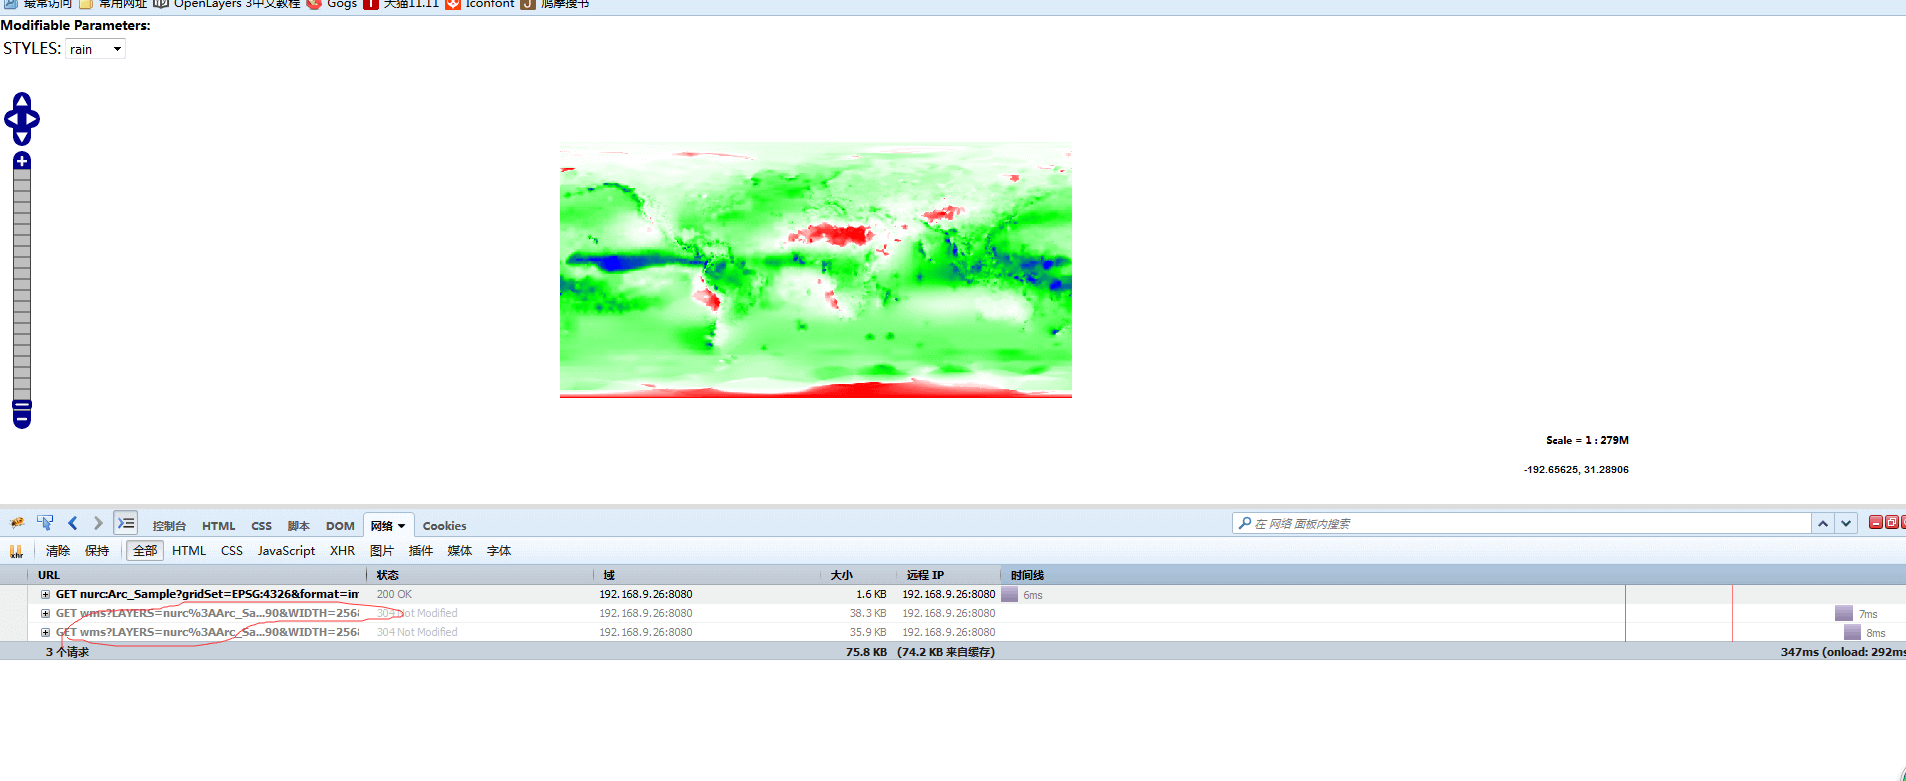 最常访问 常用网址 OpenLayers 3中文教程 Gogs 天猫11.11 Iconfont 鸠摩搜书
Modifiable Parameters:
STYLES: rain
Scale = 1 : 279M
-192.65625, 31.28906
控制台 HTML CSS 脚本 DOM 网络 Cookies 在 网络 面板内搜索
xhr 清除 保持 全部 HTML CSS JavaScript XHR 图片 插件 媒体 字体
URL 状态 域 大小 远程 IP 时间线
GET nurc:Arc_Sample?gridSet=EPSG:4326&format=im 200 OK 192.168.9.26:8080 1.6 KB 192.168.9.26:8080 6ms
GET wms?LAYERS=nurc%3AArc_Sa...90&WIDTH=256& 304 Not Modified 192.168.9.26:8080 38.3 KB 192.168.9.26:8080 7ms
GET wms?LAYERS=nurc%3AArc_Sa...90&WIDTH=256& 304 Not Modified 192.168.9.26:8080 35.9 KB 192.168.9.26:8080 8ms
3 个请求 75.8 KB (74.2 KB 来自缓存) 347ms (onload: 292ms